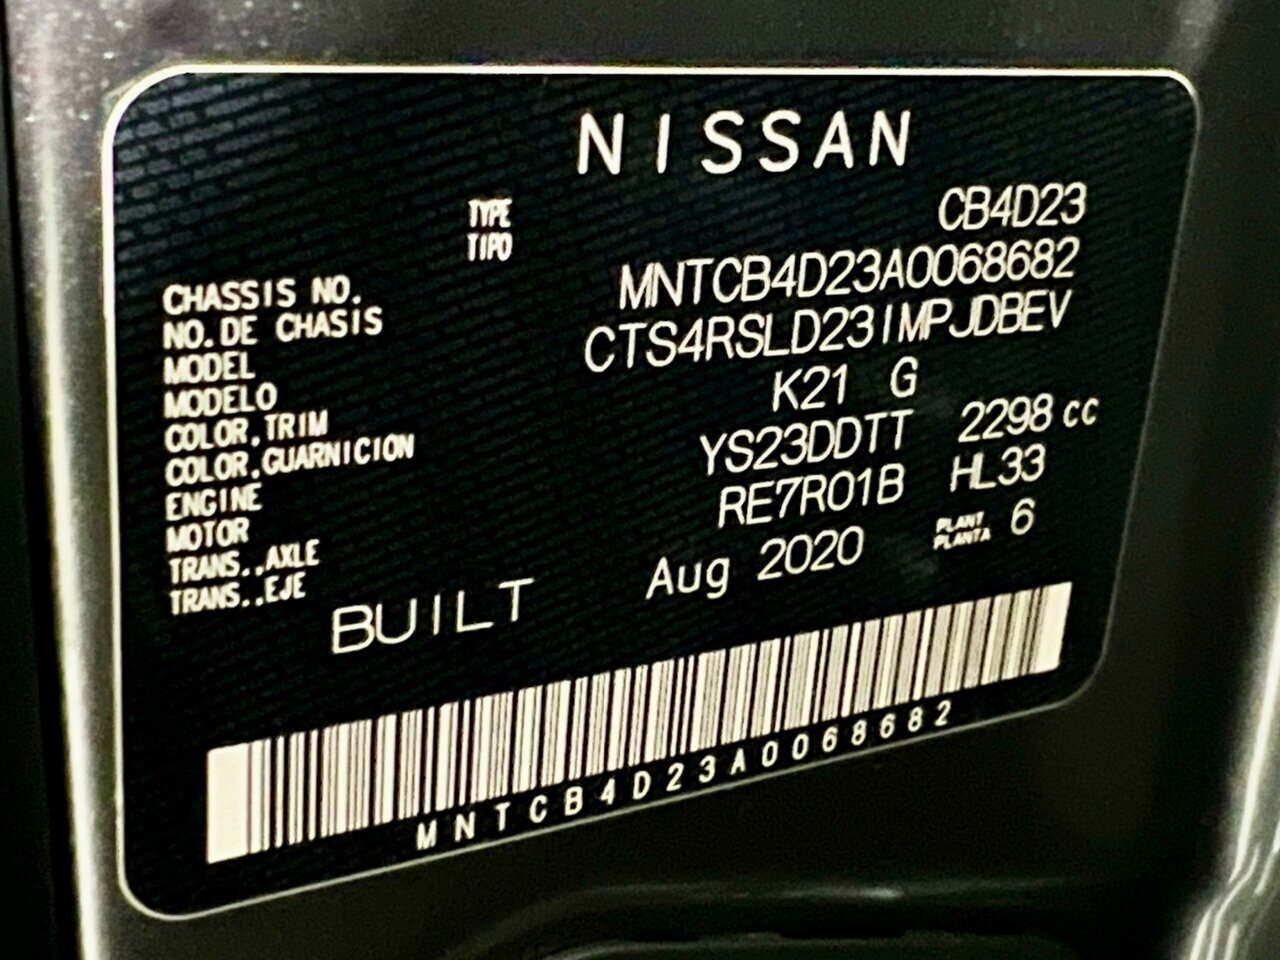 NISSAN
TYPE CB4D23
TIPO
CHASSIS NO. MNTCB4D23A0068682
NO. DE CHASIS
MODEL CTS4RSLD23IMPJDBEV
MODELO
COLOR,TRIM K21 G
COLOR,GUARNICION
ENGINE YS23DDTT 2298 cc
MOTOR
TRANS.,AXLE RE7R01B HL33
TRANS.,EJE
BUILT Aug 2020 PLANT 6
PLANTA
MNTCB4D23A0068682